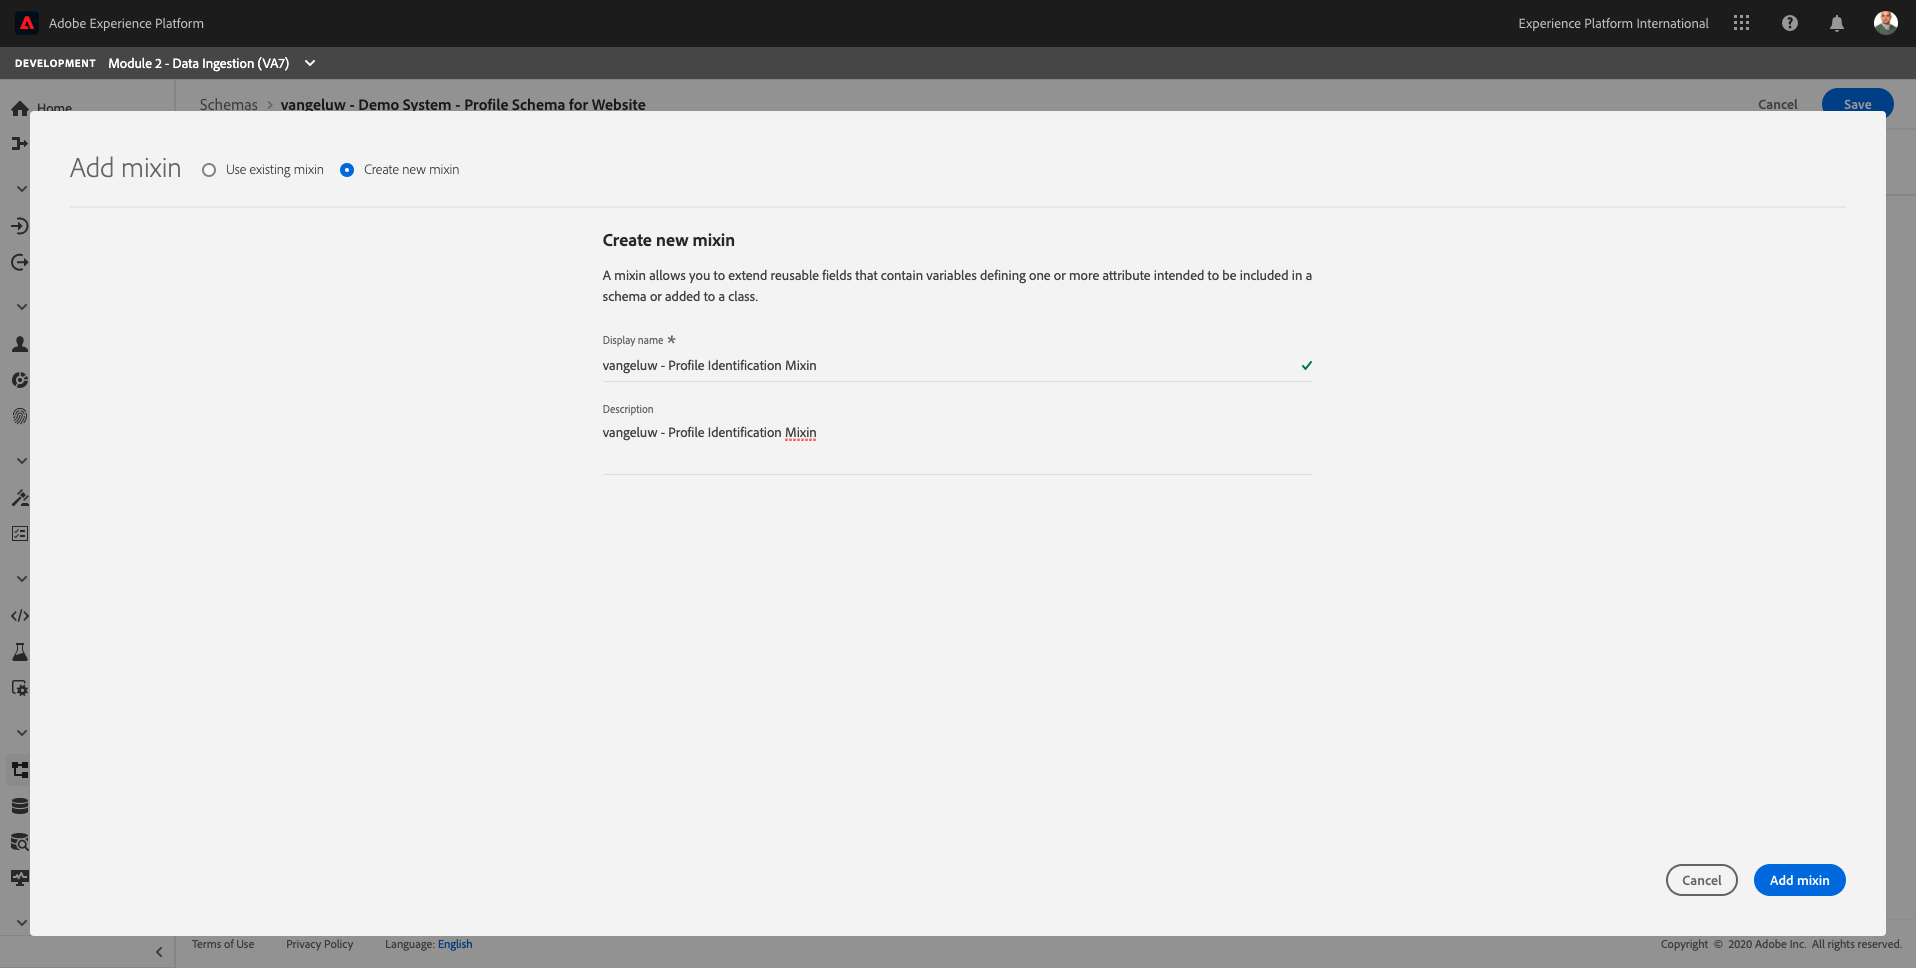 Adobe Experience Platform
Experience Platform International
DEVELOPMENT Module 2 - Data Ingestion (VA7)
Home
Schemas > vangeluw - Demo System - Profile Schema for Website
Cancel
Save
Add mixin
Use existing mixin
Create new mixin
Create new mixin
A mixin allows you to extend reusable fields that contain variables defining one or more attribute intended to be included in a
schema or added to a class.
Display name *
vangeluw - Profile Identification Mixin
Description
vangeluw - Profile Identification Mixin
Cancel
Add mixin
Terms of Use
Privacy Policy
Language: English
Copyright © 2020 Adobe Inc. All rights reserved.